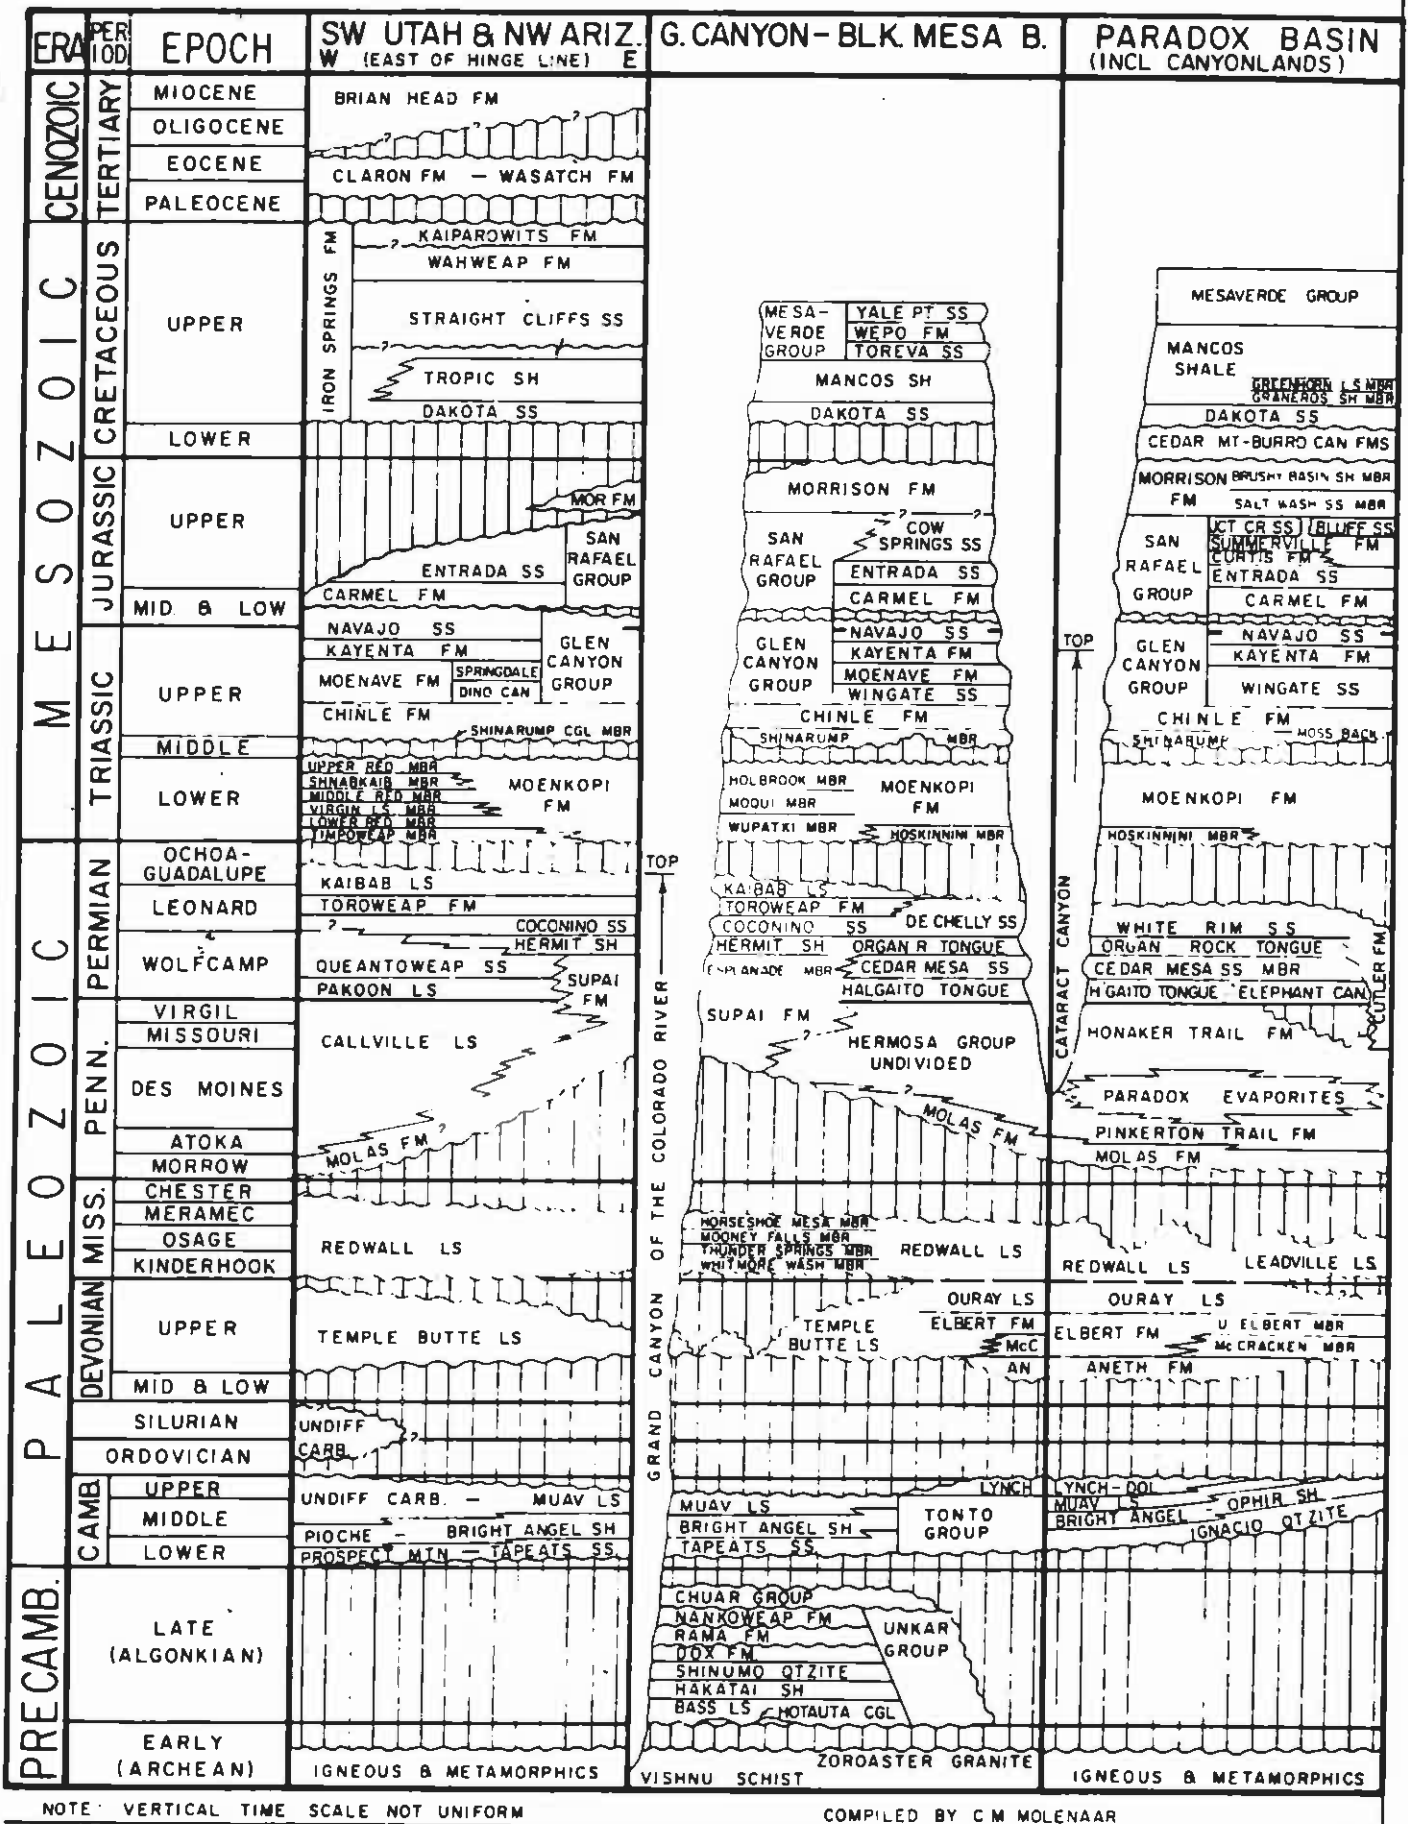 ERA
PERIOD
EPOCH
SW UTAH & NW ARIZ.
W (EAST OF HINGE LINE) E
G. CANYON – BLK. MESA B.
PARADOX BASIN
(INCL CANYONLANDS)
CENOZOIC
TERTIARY
MIOCENE
OLIGOCENE
EOCENE
PALEOCENE
MESOZOIC
CRETACEOUS
UPPER
LOWER
JURASSIC
UPPER
MID. & LOW
TRIASSIC
UPPER
MIDDLE
LOWER
PALEOZOIC
PERMIAN
OCHOA-
GUADALUPE
LEONARD
WOLFCAMP
PENN.
VIRGIL
MISSOURI
DES MOINES
ATOKA
MORROW
MISS.
CHESTER
MERAMEC
OSAGE
KINDERHOOK
DEVONIAN
UPPER
MID & LOW
SILURIAN
ORDOVICIAN
CAMB.
UPPER
MIDDLE
LOWER
PRECAMB.
LATE
(ALGONKIAN)
EARLY
(ARCHEAN)
BRIAN HEAD FM
? ? ?
CLARON FM — WASATCH FM
IRON SPRINGS FM
KAIPAROWITS FM
?
WAHWEAP FM
STRAIGHT CLIFFS SS
?
TROPIC SH
DAKOTA SS
MOR FM
SAN
RAFAEL
GROUP
ENTRADA SS
CARMEL FM
NAVAJO SS
KAYENTA FM
MOENAVE FM
SPRINGDALE
DINO CAN
GLEN
CANYON
GROUP
CHINLE FM
SHINARUMP CGL MBR
UPPER RED MBR
SHNABKAIB MBR
MIDDLE RED MBR
VIRGIN LS MBR
LOWER RED MBR
TIMPOWEAP MBR
MOENKOPI
FM
KAIBAB LS
TOROWEAP FM
?
COCONINO SS
HERMIT SH
QUEANTOWEAP SS
PAKOON LS
SUPAI
FM
CALLVILLE LS
MOLAS FM ?
REDWALL LS
TEMPLE BUTTE LS
UNDIFF
CARB
?
UNDIFF CARB. — MUAV LS
PIOCHE — BRIGHT ANGEL SH
PROSPECT MTN — TAPEATS SS
IGNEOUS & METAMORPHICS
TOP
GRAND CANYON OF THE COLORADO RIVER
MESA-
VERDE
GROUP
YALE PT SS
WEPO FM
TOREVA SS
MANCOS SH
DAKOTA SS
MORRISON FM
? ?
COW
SPRINGS SS
SAN
RAFAEL
GROUP
ENTRADA SS
CARMEL FM
GLEN
CANYON
GROUP
NAVAJO SS
KAYENTA FM
MOENAVE FM
WINGATE SS
CHINLE FM
SHINARUMP MBR
HOLBROOK MBR
MOQUI MBR
WUPATKI MBR
MOENKOPI
FM
HOSKINNINI MBR
KAIBAB LS
TOROWEAP FM
COCONINO SS
DE CHELLY SS
HERMIT SH
ORGAN R TONGUE
ESPLANADE MBR
CEDAR MESA SS
HALGAITO TONGUE
SUPAI FM
HERMOSA GROUP
UNDIVIDED
?
MOLAS FM
HORSESHOE MESA MBR
MOONEY FALLS MBR
THUNDER SPRINGS MBR
WHITMORE WASH MBR
REDWALL LS
OURAY LS
ELBERT FM
TEMPLE
BUTTE LS
McC
AN
LYNCH
MUAV LS
BRIGHT ANGEL SH
TAPEATS SS
TONTO
GROUP
CHUAR GROUP
NANKOWEAP FM
RAMA FM
DOX FM
SHINUMO QTZITE
HAKATAI SH
BASS LS
HOTAUTA CGL
UNKAR
GROUP
ZOROASTER GRANITE
VISHNU SCHIST
TOP
CATARACT CANYON
MESAVERDE GROUP
MANCOS
SHALE
GREENHORN LS MBR
GRANEROS SH MBR
DAKOTA SS
CEDAR MT-BURRO CAN FMS
MORRISON
FM
BRUSHY BASIN SH MBR
SALT WASH SS MBR
SAN
RAFAEL
GROUP
JCT CR SS
BLUFF SS
SUMMERVILLE FM
CURTIS FM
ENTRADA SS
CARMEL FM
GLEN
CANYON
GROUP
NAVAJO SS
KAYENTA FM
WINGATE SS
CHINLE FM
SHINARUMP
MOSS BACK
MOENKOPI FM
HOSKINNINI MBR
WHITE RIM SS
ORGAN ROCK TONGUE
CEDAR MESA SS MBR
H GAITO TONGUE ELEPHANT CAN
CUTLER FM
HONAKER TRAIL FM
PARADOX EVAPORITES
PINKERTON TRAIL FM
MOLAS FM
REDWALL LS
LEADVILLE LS
OURAY LS
ELBERT FM
U ELBERT MBR
McCRACKEN MBR
ANETH FM
LYNCH-DOL
MUAV LS
BRIGHT ANGEL
OPHIR SH
IGNACIO QTZITE
IGNEOUS & METAMORPHICS
NOTE: VERTICAL TIME SCALE NOT UNIFORM
COMPILED BY C M MOLENAAR